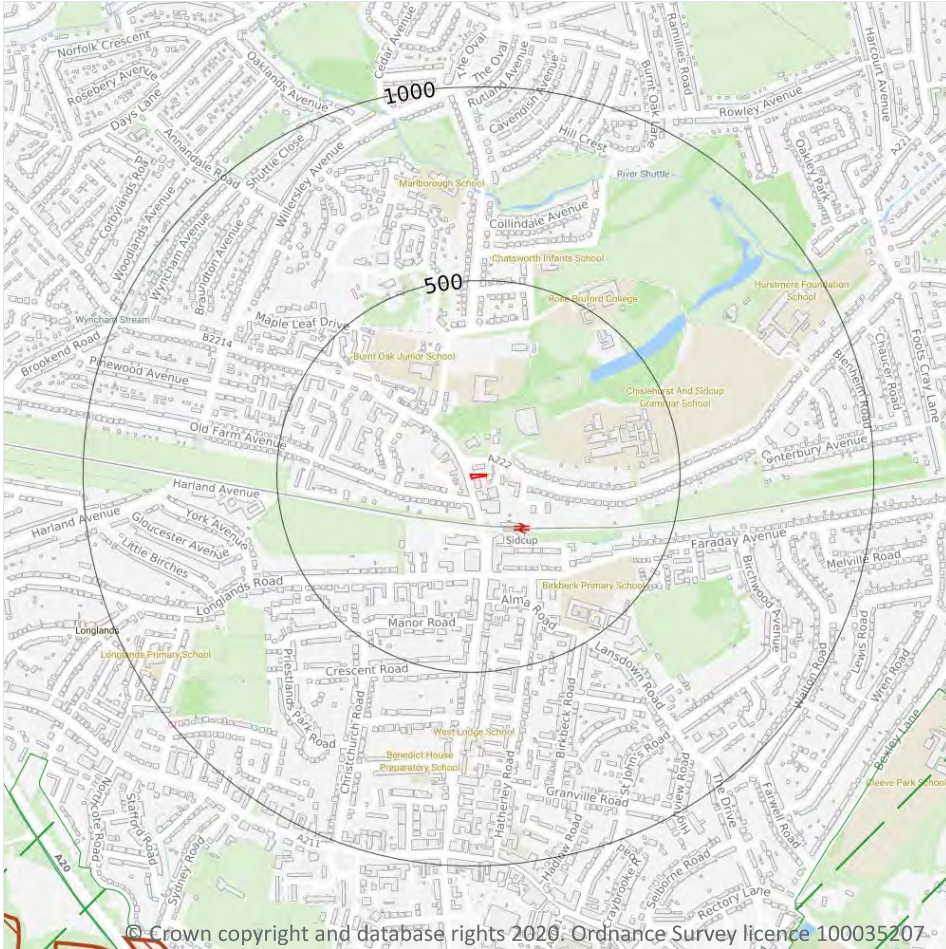 Norfolk Crescent
Cedar Avenue
The Oval
The Oval
Rutland Avenue
Cavendish Avenue
Burnt Oak Lane
Ramillies Road
Harcourt Avenue
Rosebery Avenue
Oaklands Avenue
1000
Days Lane
Rowley Avenue
Annandale Road
Shuttle Close
Hill Crest
Oakley Park
Willersley Avenue
River Shuttle
Marlborough School
Woodlands Avenue
Wyncham Avenue
Braundton Avenue
Collindale Avenue
Chatsworth Infants School
500
Rose Bruford College
Hursimere Foundation
School
Wyncham Stream
Maple Leaf Drive
B2214
Burnt Oak Junior School
Brookend Road
Pinewood Avenue
Blenheim Road
Chaucer Road
Foots Cray Lane
Chislehurst And Sidcup
Grammar School
Old Farm Avenue
A222
Canterbury Avenue
Harland Avenue
Harland Avenue
York Avenue
Gloucester Avenue
Little Birches
Sidcup
Faraday Avenue
Melville Road
Longlands Road
Birkbeck Primary School
Birchwood Avenue
Alma Road
Manor Road
Longlands
Longlands Primary School
Lansdown Road
Lewis Road
Wren Road
Walton Road
Crescent Road
Priestlands Park Road
Christchurch Road
Birkbeck Road
West Lodge School
Benedict House
Preparatory School
Hatherley Road
St John's Road
Granville Road
Longview Road
The Drive
Farwell Road
Bexley Lane
Cleeve Park School
Stafford Road
A20
A211
Sydney Road
Hadlow Road
Selborne Road
Rectory Lane
© Crown copyright and database rights 2020. Ordnance Survey licence 100035207